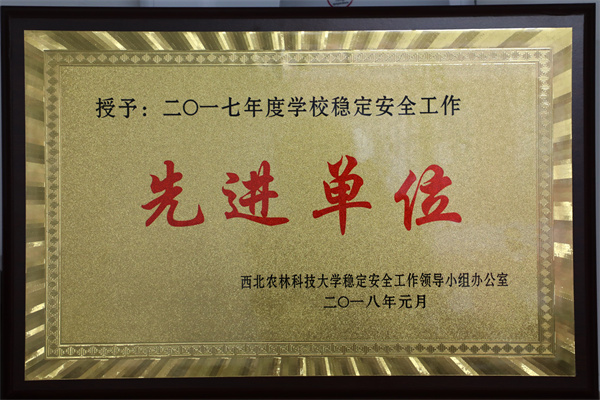 授予：二〇一七年度学校稳定安全工作
先进单位
西北农林科技大学稳定安全工作领导小组办公室
二〇一八年元月